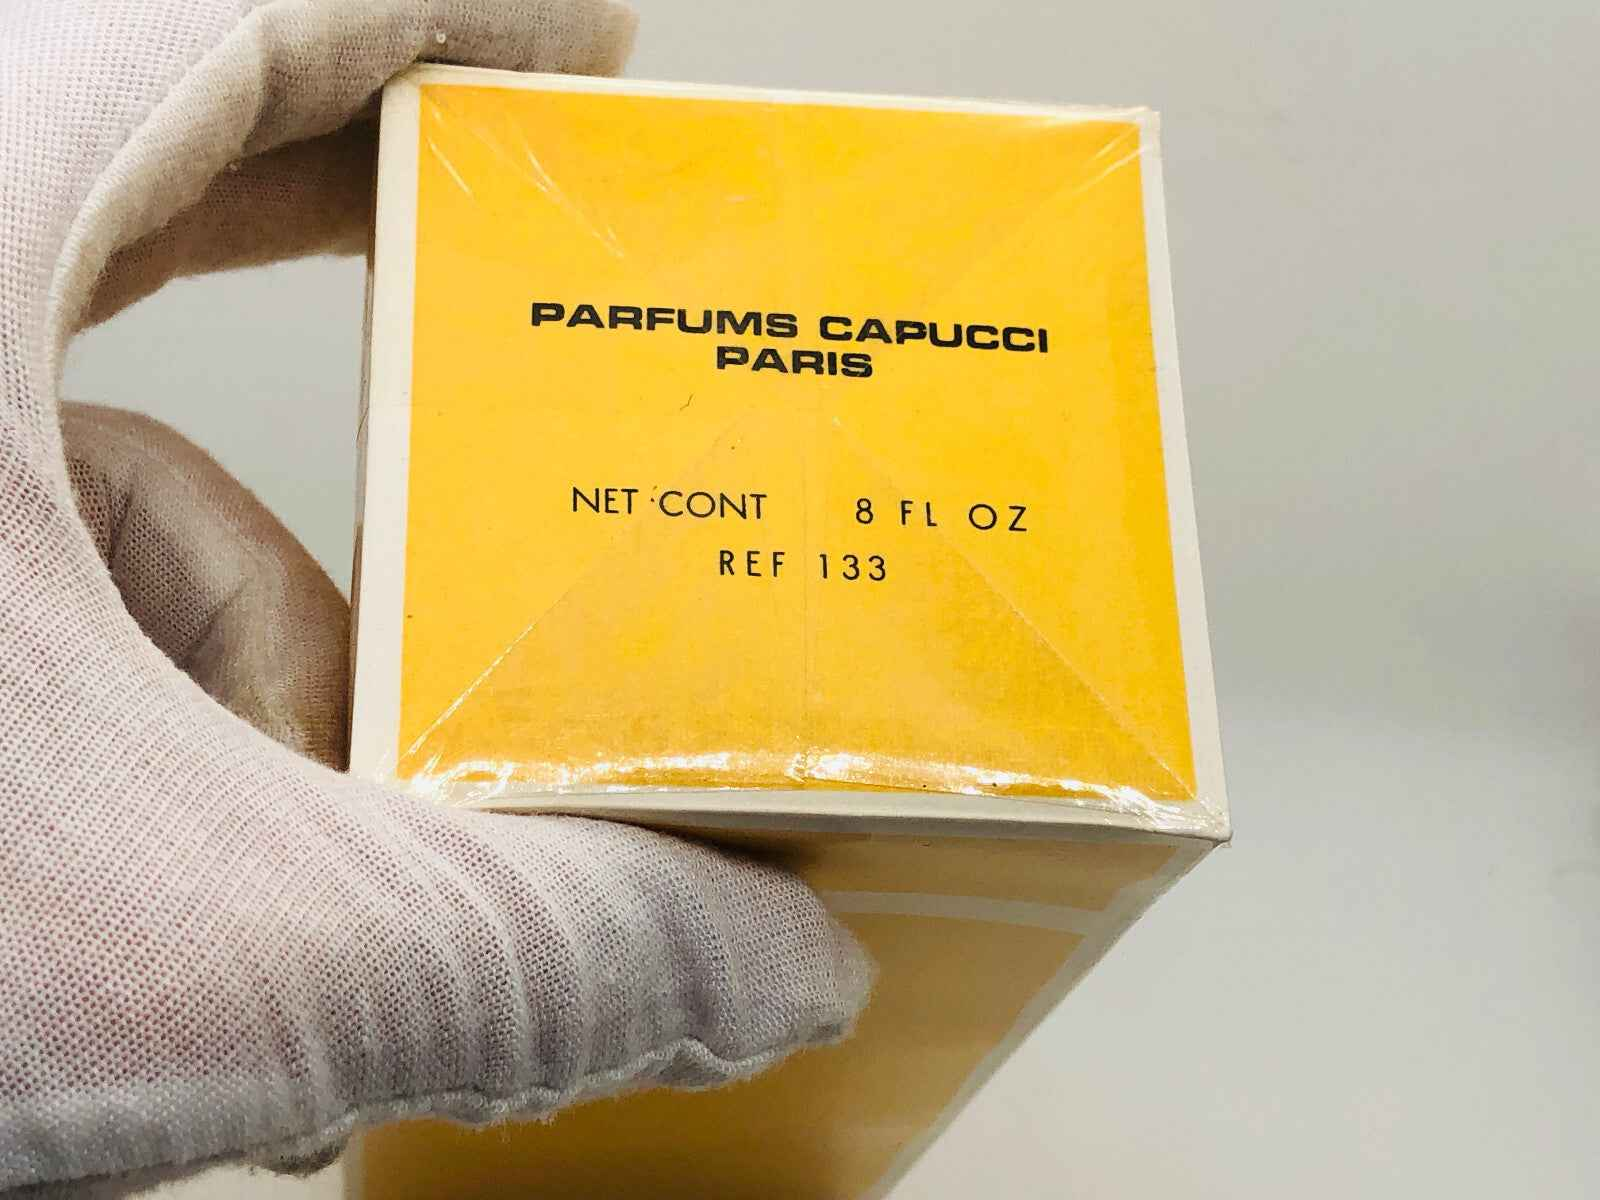 PARFUMS CAPUCCI
PARIS
NET CONT 8 FL OZ
REF 133